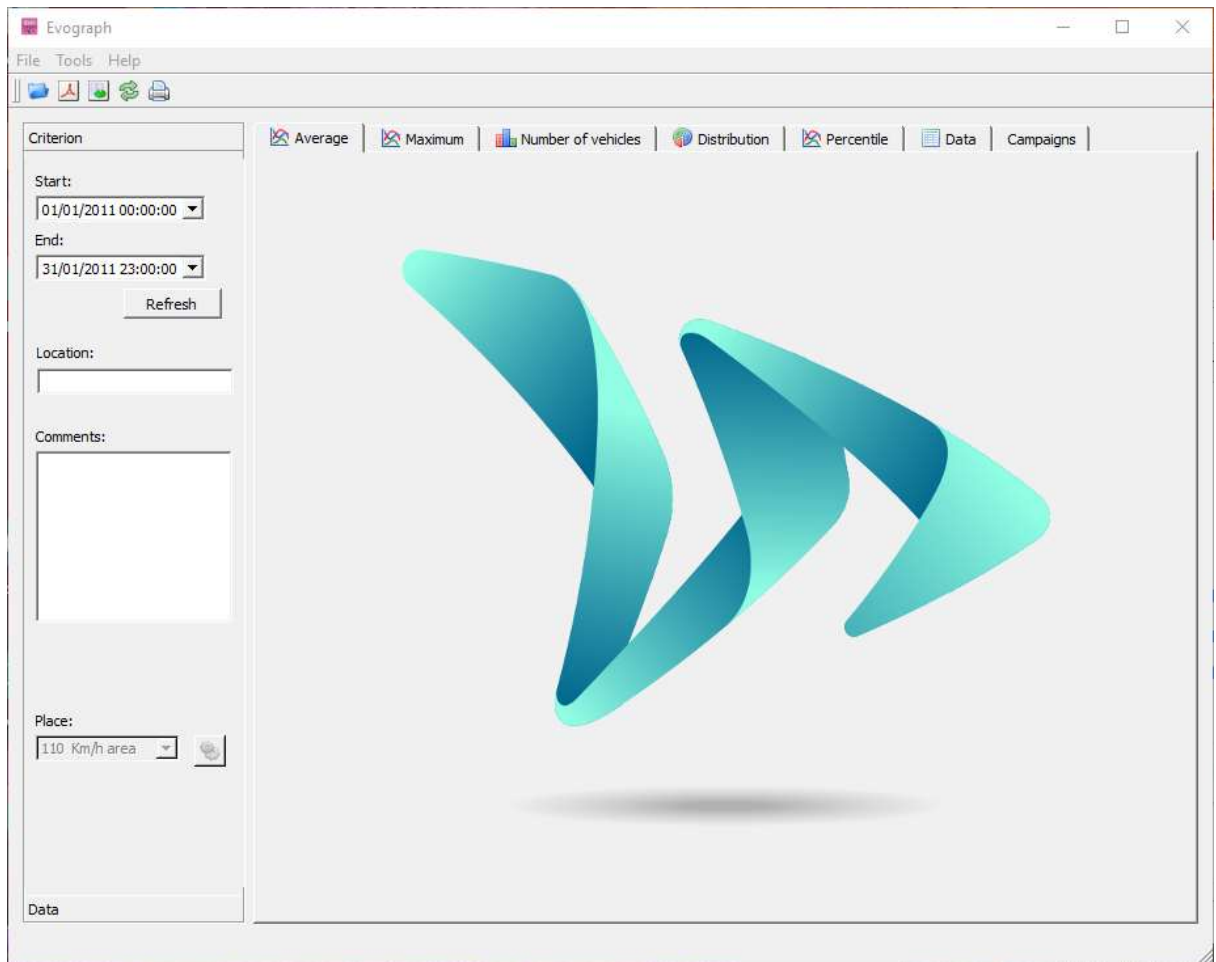 Evograph
File Tools Help
Criterion
Average Maximum Number of vehicles Distribution Percentile Data Campaigns
Start:
01/01/2011 00:00:00
End:
31/01/2011 23:00:00
Refresh
Location:
Comments:
Place:
110 Km/h area
Data